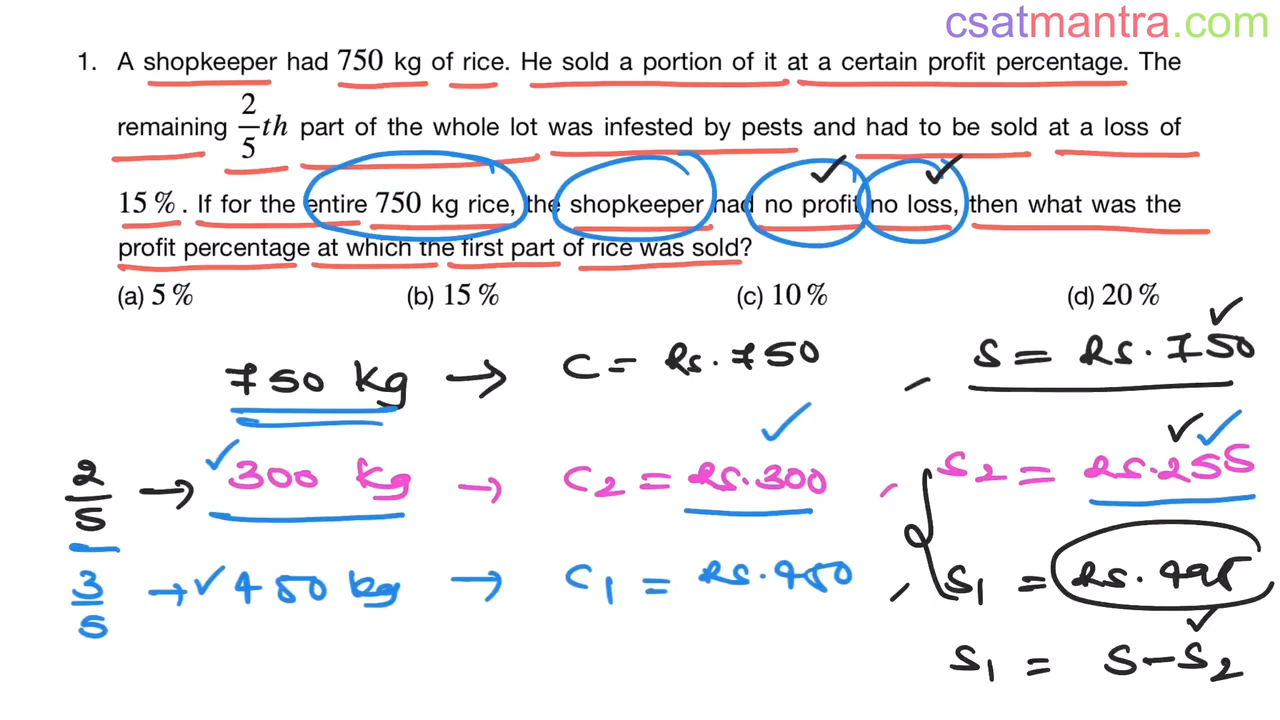 csatmantra.com
1. A shopkeeper had 750 kg of rice. He sold a portion of it at a certain profit percentage. The
remaining 2/5 th part of the whole lot was infested by pests and had to be sold at a loss of
15 %. If for the entire 750 kg rice, the shopkeeper had no profit no loss, then what was the
profit percentage at which the first part of rice was sold?
(a) 5 % (b) 15 % (c) 10 % (d) 20 %
750 kg → C = Rs. 750 , S = Rs. 750
2/5 → 300 kg → C2 = Rs. 300 , S2 = Rs. 255
3/5 → 450 kg → C1 = Rs. 450 , S1 = Rs. 495
S1 = S - S2